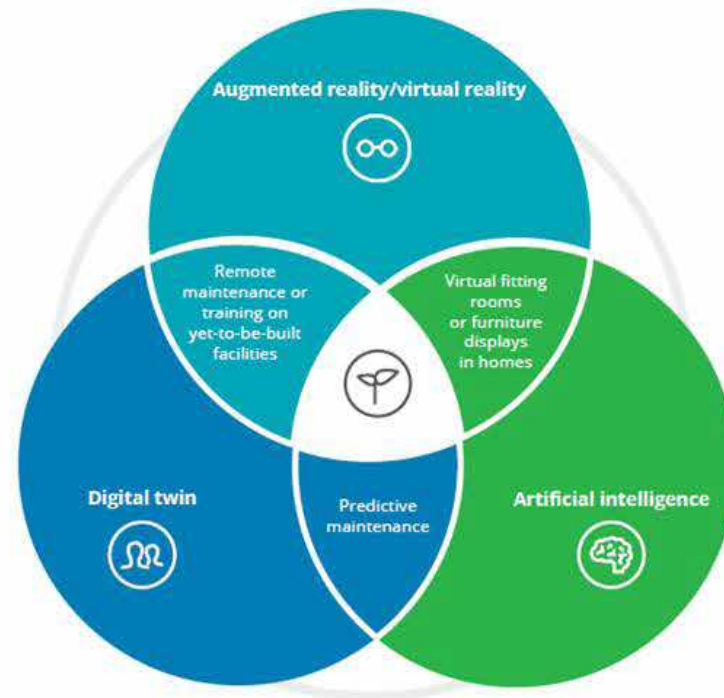 Augmented reality/virtual reality
Remote
maintenance or
training on
yet-to-be-built
facilities
Virtual fitting
rooms
or furniture
displays
in homes
Digital twin
Predictive
maintenance
Artificial intelligence